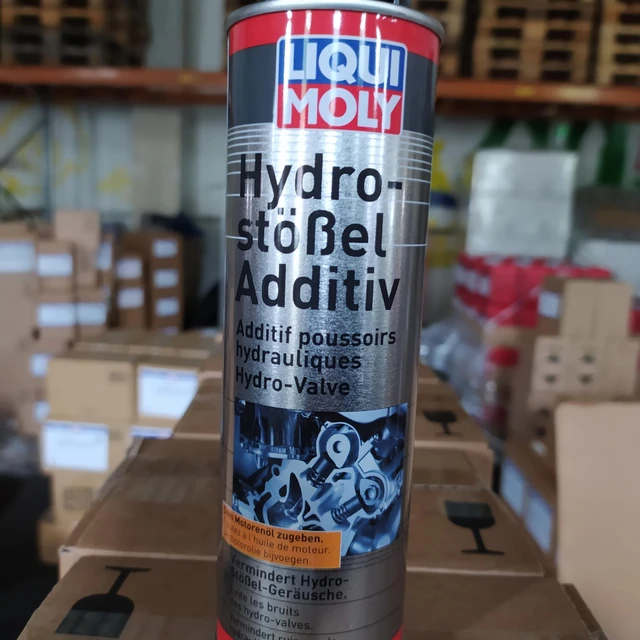 LIQUI
MOLY
Hydro-
stößel
Additiv
Additif poussoirs
hydrauliques
Hydro-Valve
Motorenöl zugeben.
à l'huile de moteur.
bijvoegen.
Vermindert Hydro-
Stößel-Geräusche.
les bruits
hydro-valves.